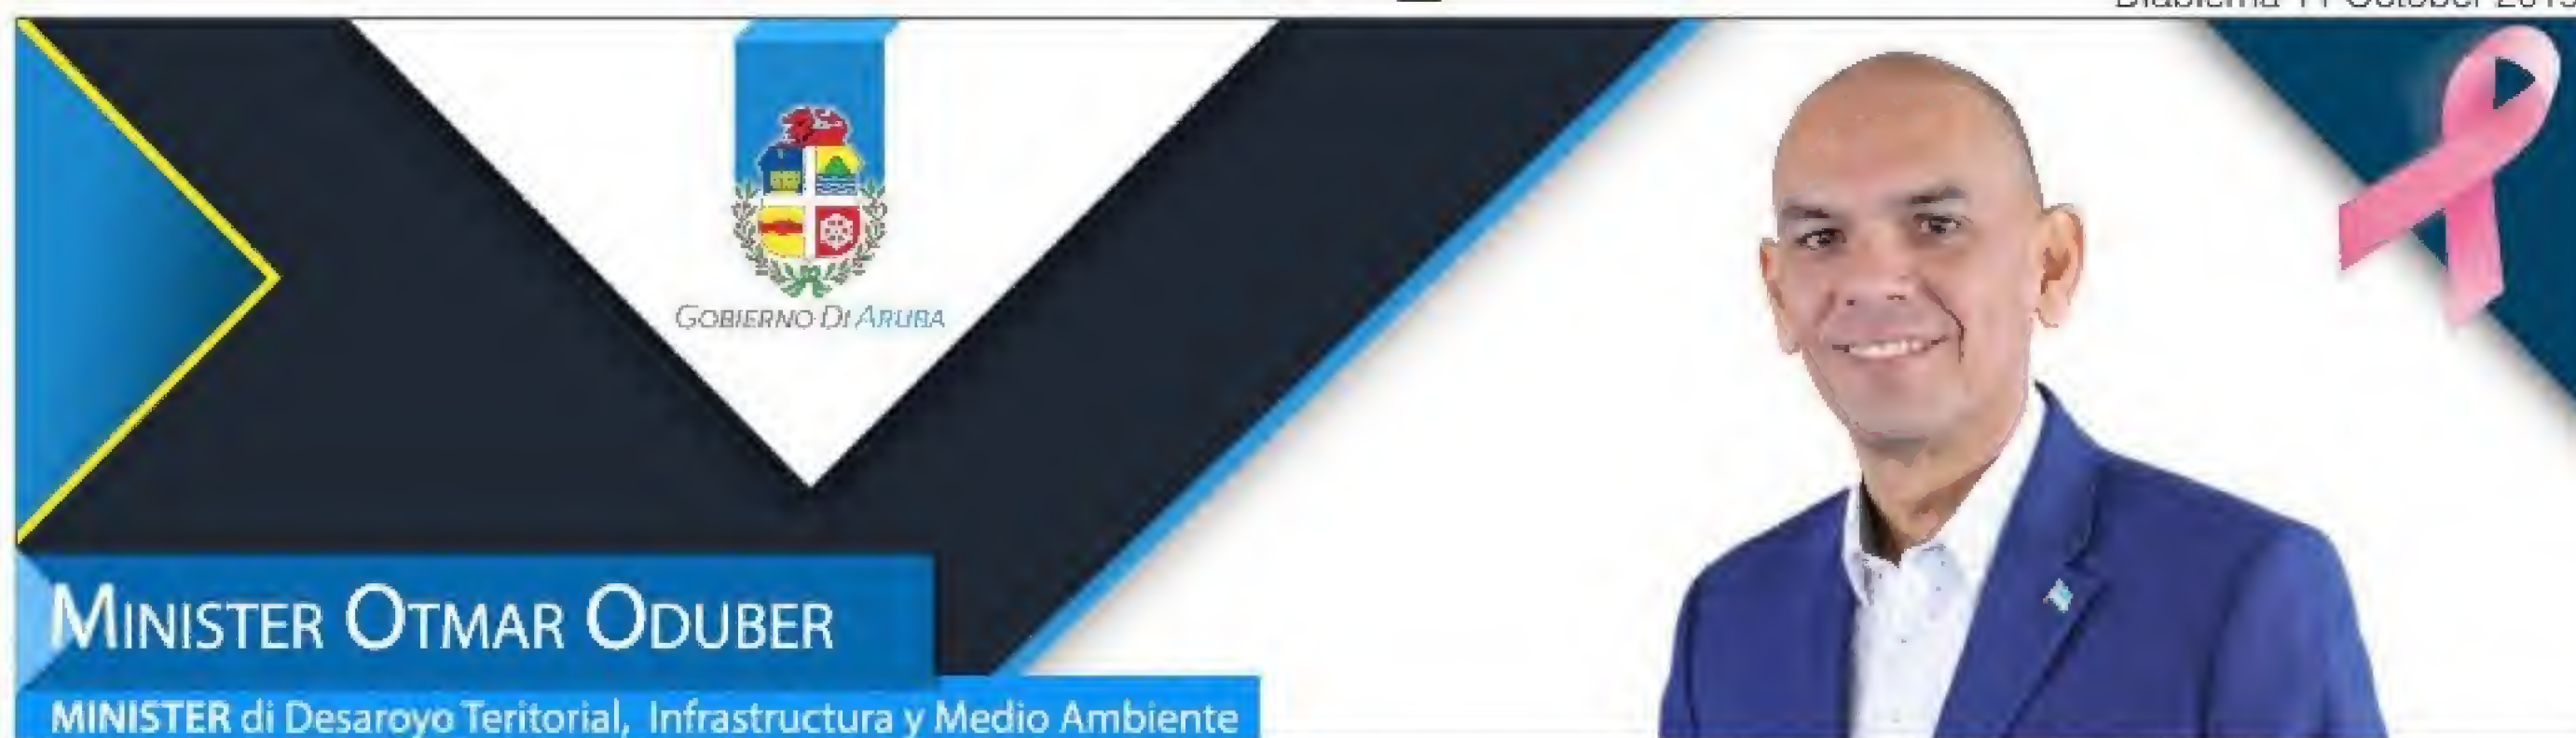 GOBIERNO DI ARUBA
MINISTER OTMAR ODUBER
MINISTER di Desaroyo Teritorial, Infrastructura y Medio Ambiente